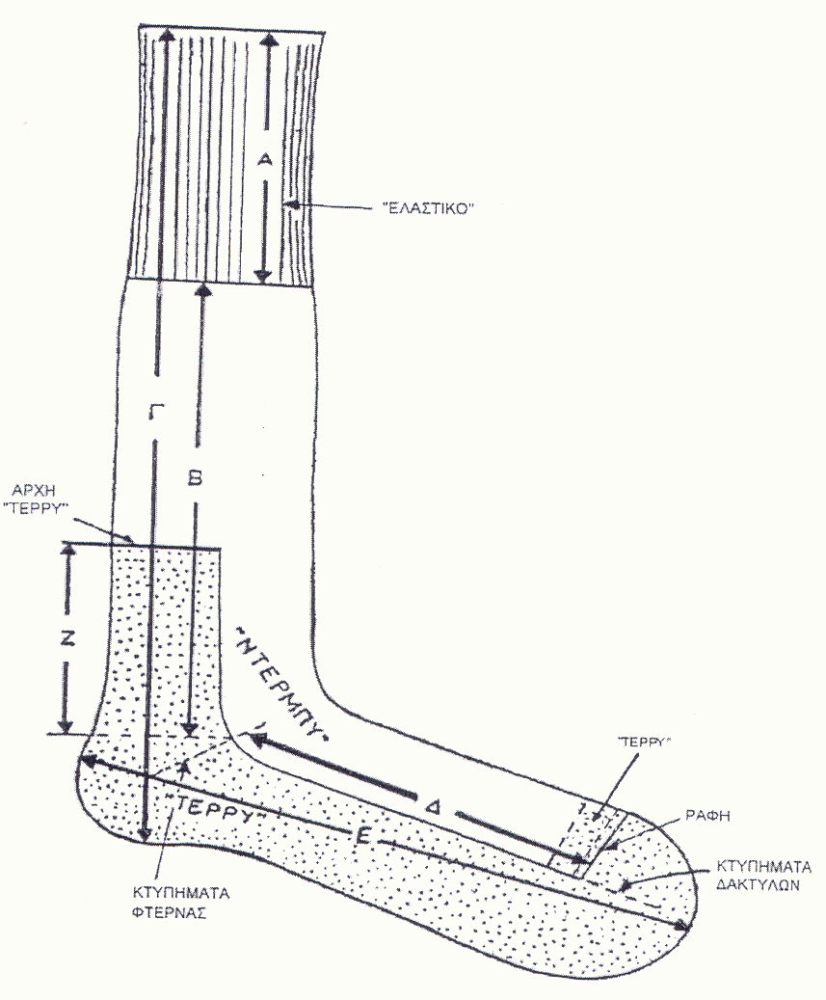 Α
"ΕΛΑΣΤΙΚΟ"
Γ
Β
ΑΡΧΗ
"ΤΕΡΡΥ"
Ζ
"ΝΤΕΡΜΠΥ"
"ΤΕΡΡΥ"
Δ
ΡΑΦΗ
"ΤΕΡΡΥ"
Ε
ΚΤΥΠΗΜΑΤΑ
ΔΑΚΤΥΛΩΝ
ΚΤΥΠΗΜΑΤΑ
ΦΤΕΡΝΑΣ